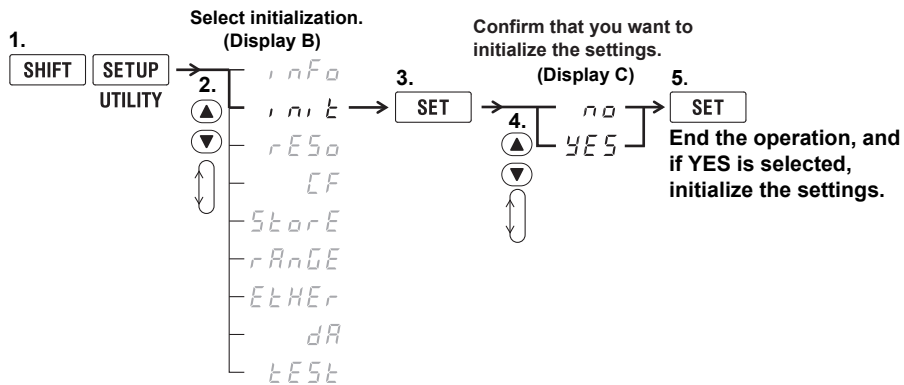 1.
SHIFT
SETUP
UTILITY
Select initialization.
(Display B)
2.
inFo
init
rESo
CF
StorE
rAnGE
EtHEr
dA
tESt
3.
SET
Confirm that you want to
initialize the settings.
(Display C)
4.
no
YES
5.
SET
End the operation, and
if YES is selected,
initialize the settings.